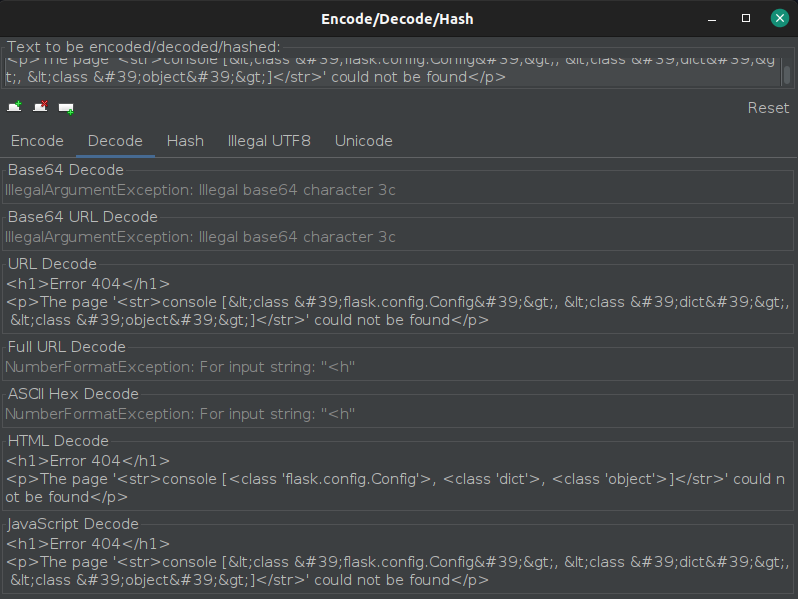 Encode/Decode/Hash
Text to be encoded/decoded/hashed:
<p>The page '<str>console [&lt;class &#39;flask.config.Config&#39;&gt;, &lt;class &#39;dict&#39;&g
t;, &lt;class &#39;object&#39;&gt;]</str>' could not be found</p>
Reset
Encode Decode Hash Illegal UTF8 Unicode
Base64 Decode
IllegalArgumentException: Illegal base64 character 3c
Base64 URL Decode
IllegalArgumentException: Illegal base64 character 3c
URL Decode
<h1>Error 404</h1>
<p>The page '<str>console [&lt;class &#39;flask.config.Config&#39;&gt;, &lt;class &#39;dict&#39;&gt;,
&lt;class &#39;object&#39;&gt;]</str>' could not be found</p>
Full URL Decode
NumberFormatException: For input string: "<h"
ASCII Hex Decode
NumberFormatException: For input string: "<h"
HTML Decode
<h1>Error 404</h1>
<p>The page '<str>console [<class 'flask.config.Config'>, <class 'dict'>, <class 'object'>]</str>' could n
ot be found</p>
JavaScript Decode
<h1>Error 404</h1>
<p>The page '<str>console [&lt;class &#39;flask.config.Config&#39;&gt;, &lt;class &#39;dict&#39;&gt;,
&lt;class &#39;object&#39;&gt;]</str>' could not be found</p>